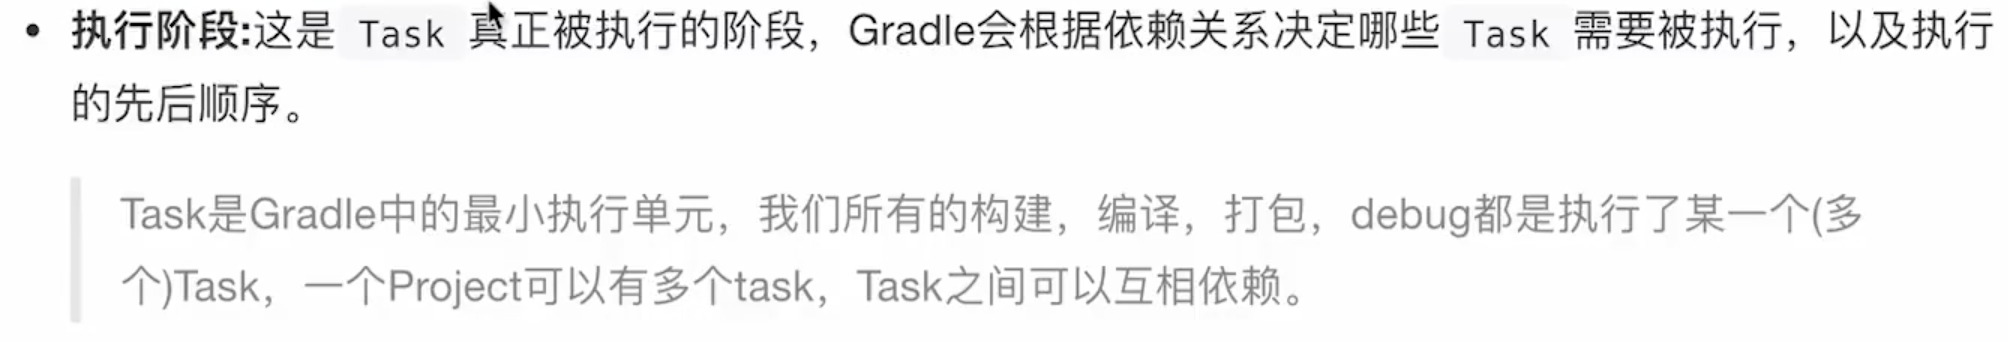 • 执行阶段:这是 Task 真正被执行的阶段，Gradle会根据依赖关系决定哪些 Task 需要被执行，以及执行
的先后顺序。
Task是Gradle中的最小执行单元，我们所有的构建，编译，打包，debug都是执行了某一个(多
个)Task，一个Project可以有多个task，Task之间可以互相依赖。